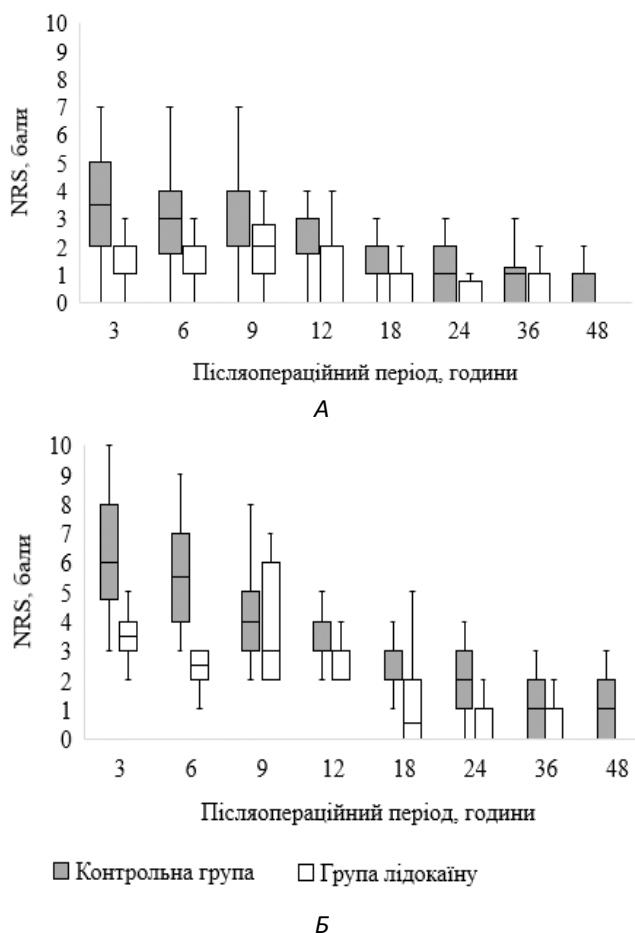 10
9
8
7
6
5
4
3
2
1
0
NRS, бали
3 6 9 12 18 24 36 48
Післяопераційний період, години
А
10
9
8
7
6
5
4
3
2
1
0
NRS, бали
3 6 9 12 18 24 36 48
Післяопераційний період, години
Контрольна група Група лідокаїну
Б